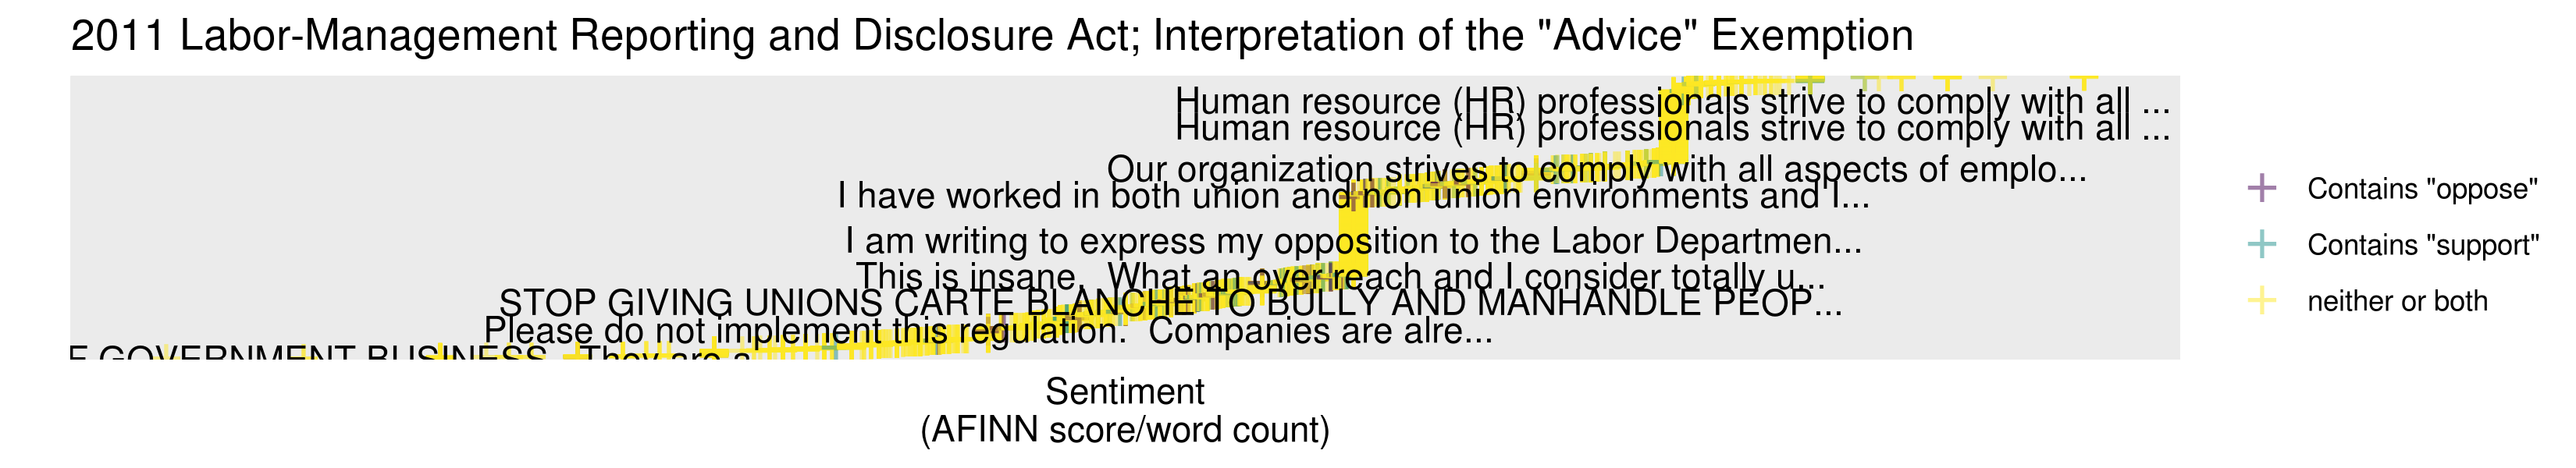 2011 Labor-Management Reporting and Disclosure Act; Interpretation of the "Advice" Exemption
Human resource (HR) professionals strive to comply with all ...
Human resource (HR) professionals strive to comply with all ...
Our organization strives to comply with all aspects of emplo...
I have worked in both union and non union environments and I...
I am writing to express my opposition to the Labor Departmen...
This is insane. What an over reach and I consider totally u...
STOP GIVING UNIONS CARTE BLANCHE TO BULLY AND MANHANDLE PEOP...
Please do not implement this regulation. Companies are alre...
F GOVERNMENT BUSINESS. They are a
Contains "oppose"
Contains "support"
neither or both
Sentiment
(AFINN score/word count)